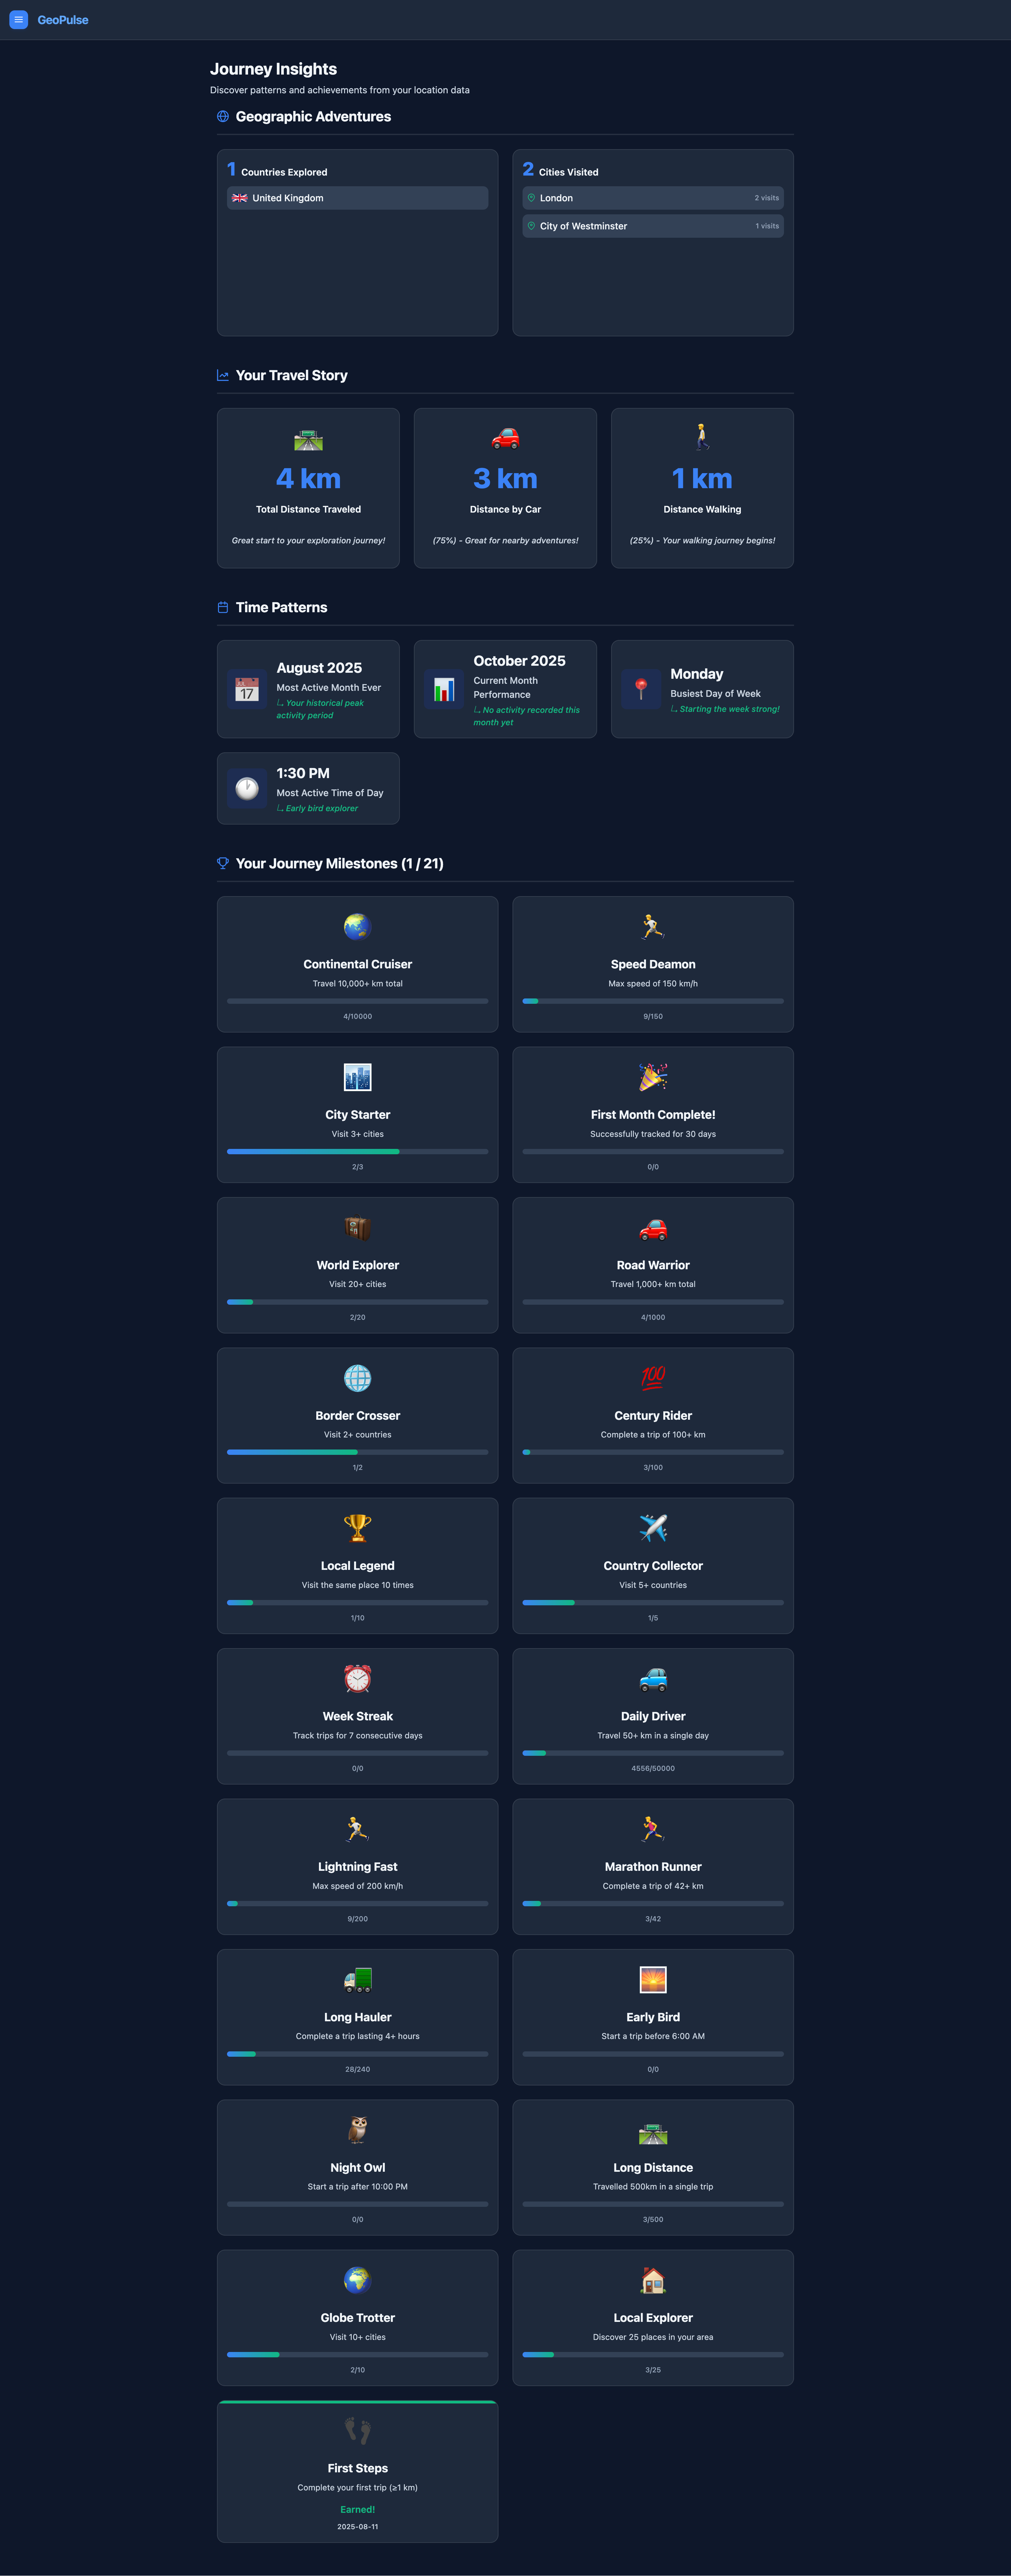 GeoPulse
Journey Insights
Discover patterns and achievements from your location data
Geographic Adventures
1 Countries Explored
United Kingdom
2 Cities Visited
London 2 visits
City of Westminster 1 visits
Your Travel Story
4 km
Total Distance Traveled
Great start to your exploration journey!
3 km
Distance by Car
(75%) - Great for nearby adventures!
1 km
Distance Walking
(25%) - Your walking journey begins!
Time Patterns
17
August 2025
Most Active Month Ever
Your historical peak
activity period
October 2025
Current Month
Performance
No activity recorded this
month yet
Monday
Busiest Day of Week
Starting the week strong!
1:30 PM
Most Active Time of Day
Early bird explorer
Your Journey Milestones (1 / 21)
Continental Cruiser
Travel 10,000+ km total
4/10000
Speed Deamon
Max speed of 150 km/h
9/150
City Starter
Visit 3+ cities
2/3
First Month Complete!
Successfully tracked for 30 days
0/0
World Explorer
Visit 20+ cities
2/20
Road Warrior
Travel 1,000+ km total
4/1000
Border Crosser
Visit 2+ countries
1/2
100
Century Rider
Complete a trip of 100+ km
3/100
Local Legend
Visit the same place 10 times
1/10
Country Collector
Visit 5+ countries
1/5
Week Streak
Track trips for 7 consecutive days
0/0
Daily Driver
Travel 50+ km in a single day
4556/50000
Lightning Fast
Max speed of 200 km/h
9/200
Marathon Runner
Complete a trip of 42+ km
3/42
Long Hauler
Complete a trip lasting 4+ hours
28/240
Early Bird
Start a trip before 6:00 AM
0/0
Night Owl
Start a trip after 10:00 PM
0/0
Long Distance
Travelled 500km in a single trip
3/500
Globe Trotter
Visit 10+ cities
2/10
Local Explorer
Discover 25 places in your area
3/25
First Steps
Complete your first trip (≥1 km)
Earned!
2025-08-11